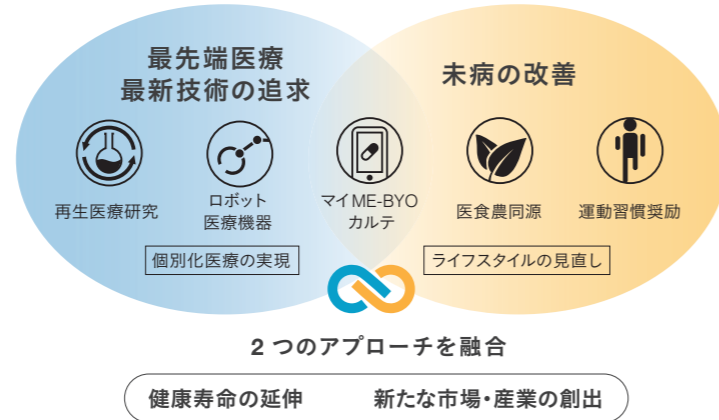 最先端医療
最新技術の追求
未病の改善
再生医療研究
ロボット
医療機器
マイME-BYO
カルテ
医食農同源
運動習慣奨励
個別化医療の実現
ライフスタイルの見直し
2つのアプローチを融合
健康寿命の延伸
新たな市場・産業の創出